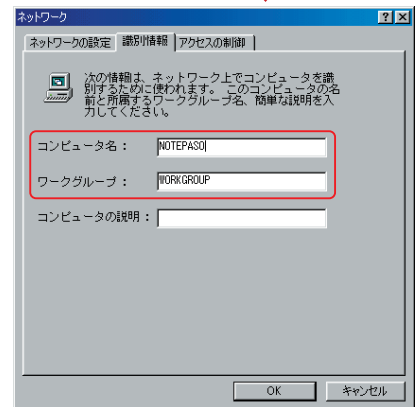 ネットワーク
ネットワークの設定 識別情報 アクセスの制御
次の情報は、ネットワーク上でコンピュータを識
別するために使われます。このコンピュータの名
前と所属するワークグループ名、簡単な説明を入
力してください。
コンピュータ名： NOTEPASO
ワークグループ： WORKGROUP
コンピュータの説明：
OK キャンセル